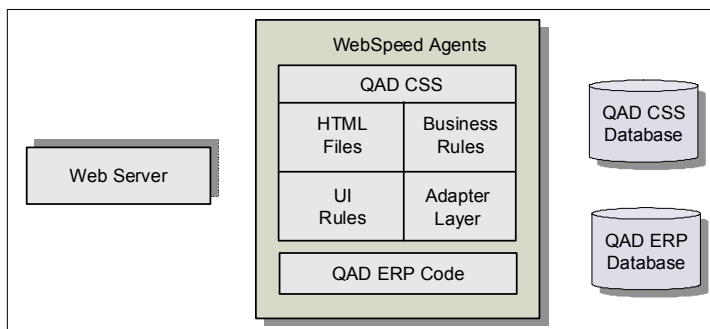 WebSpeed Agents
QAD CSS
HTML
Files
Business
Rules
UI
Rules
Adapter
Layer
QAD ERP Code
Web Server
QAD CSS
Database
QAD ERP
Database